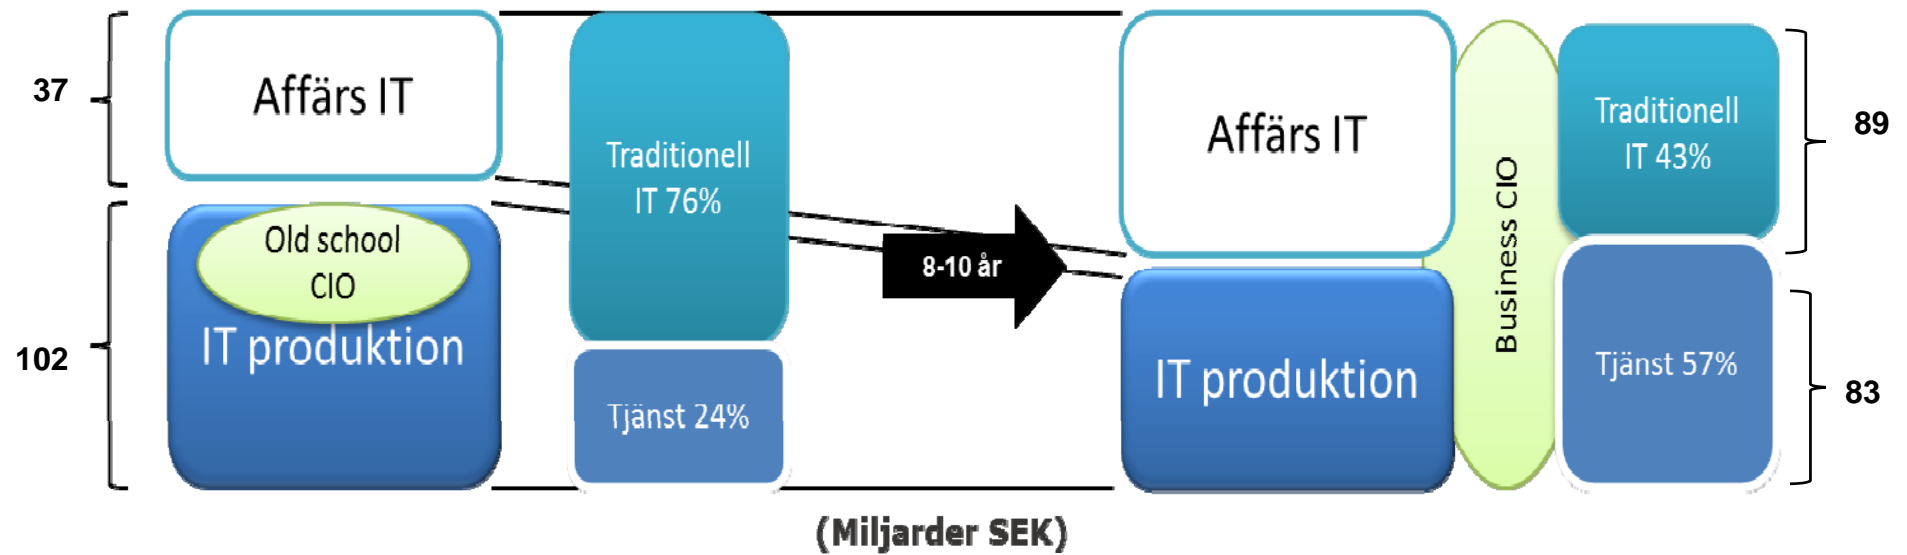 37
Affärs IT
102
Old school
CIO
IT produktion
Traditionell
IT 76%
Tjänst 24%
8-10 år
Affärs IT
IT produktion
Business CIO
Traditionell
IT 43%
Tjänst 57%
89
83
(Miljarder SEK)